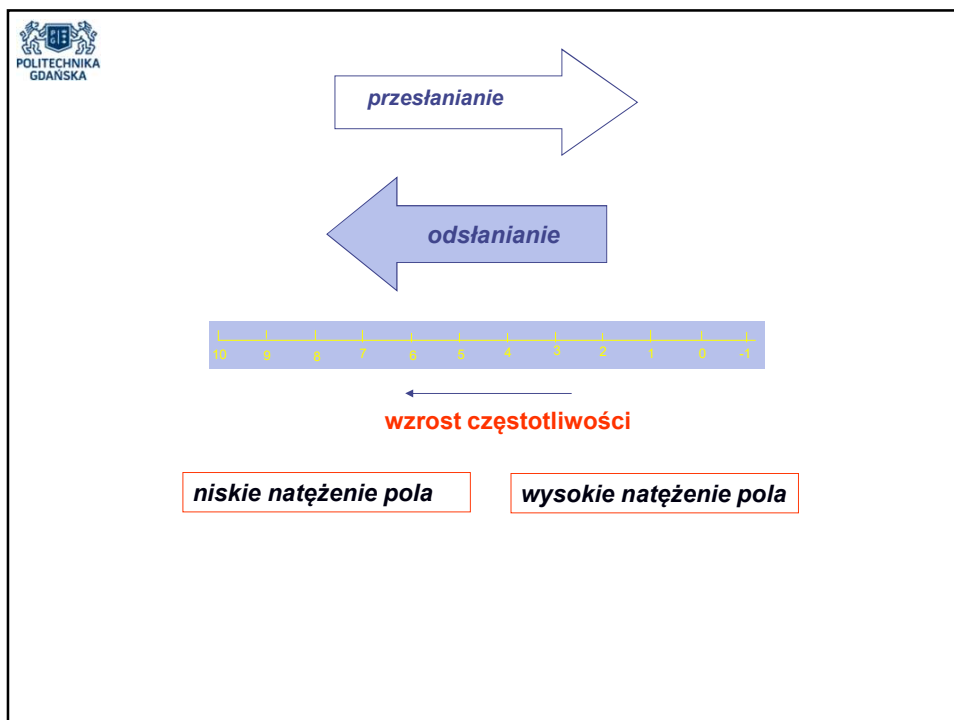 POLITECHNIKA
GDAŃSKA
przesłanianie
odsłanianie
10 9 8 7 6 5 4 3 2 1 0 -1
wzrost częstotliwości
niskie natężenie pola wysokie natężenie pola